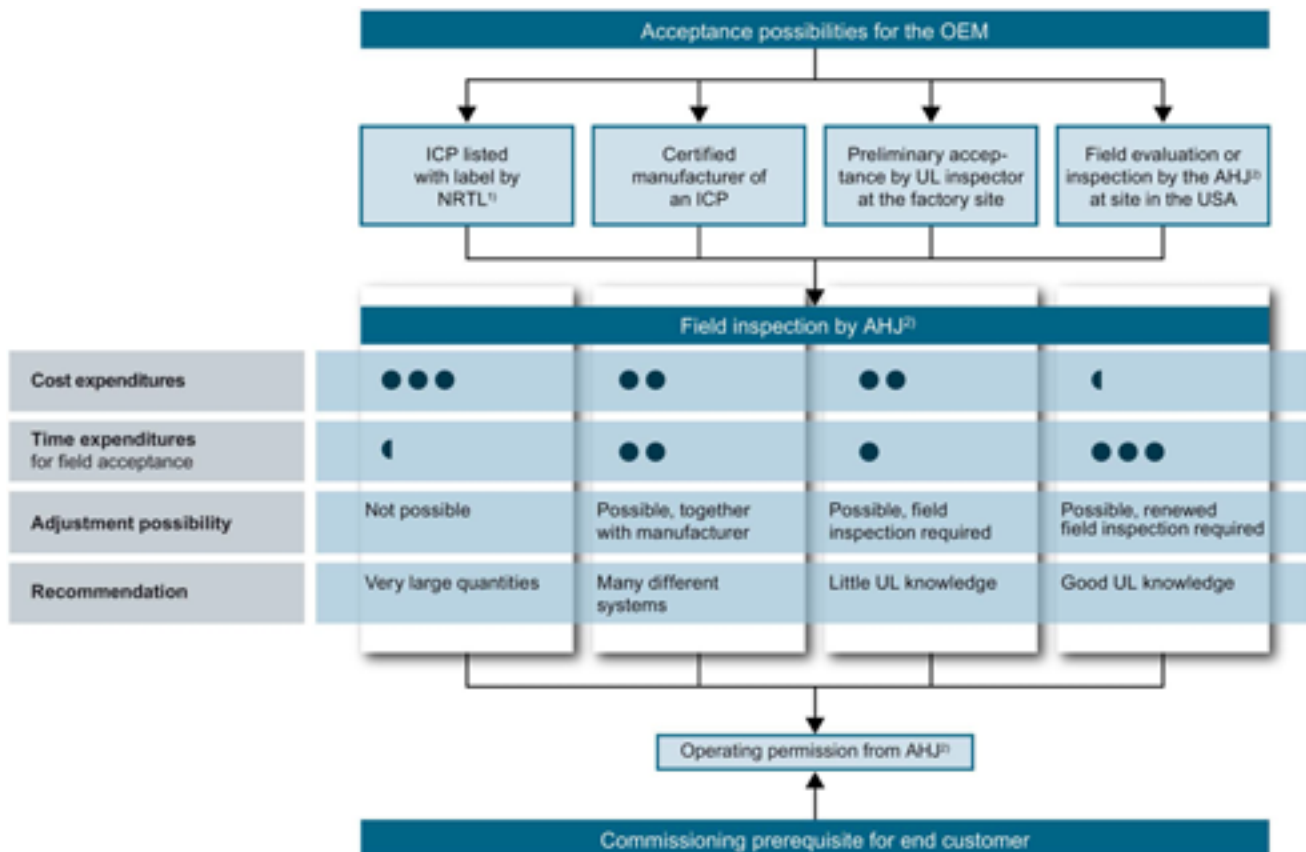 Acceptance possibilities for the OEM
ICP listed
with label by
NRTL¹⁾
Certified
manufacturer of
an ICP
Preliminary accep-
tance by UL inspector
at the factory site
Field evaluation or
inspection by the AHJ²⁾
at site in the USA
Field inspection by AHJ²⁾
Cost expenditures
Time expenditures
for field acceptance
Adjustment possibility
Not possible
Possible, together
with manufacturer
Possible, field
inspection required
Possible, renewed
field inspection required
Recommendation
Very large quantities
Many different
systems
Little UL knowledge
Good UL knowledge
Operating permission from AHJ²⁾
Commissioning prerequisite for end customer